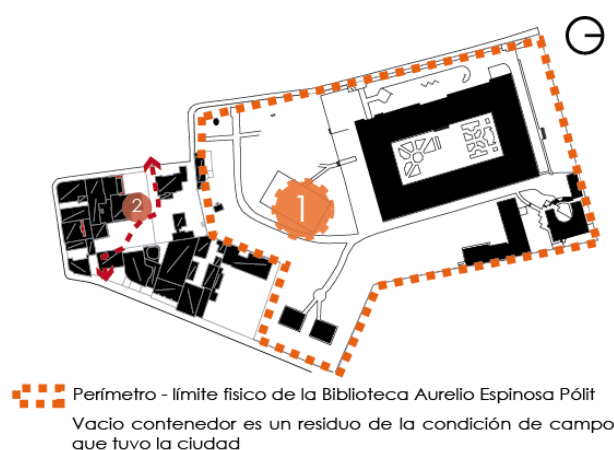 2
1
Perímetro - límite fisico de la Biblioteca Aurelio Espinosa Pólit
Vacio contenedor es un residuo de la condición de campo
que tuvo la ciudad